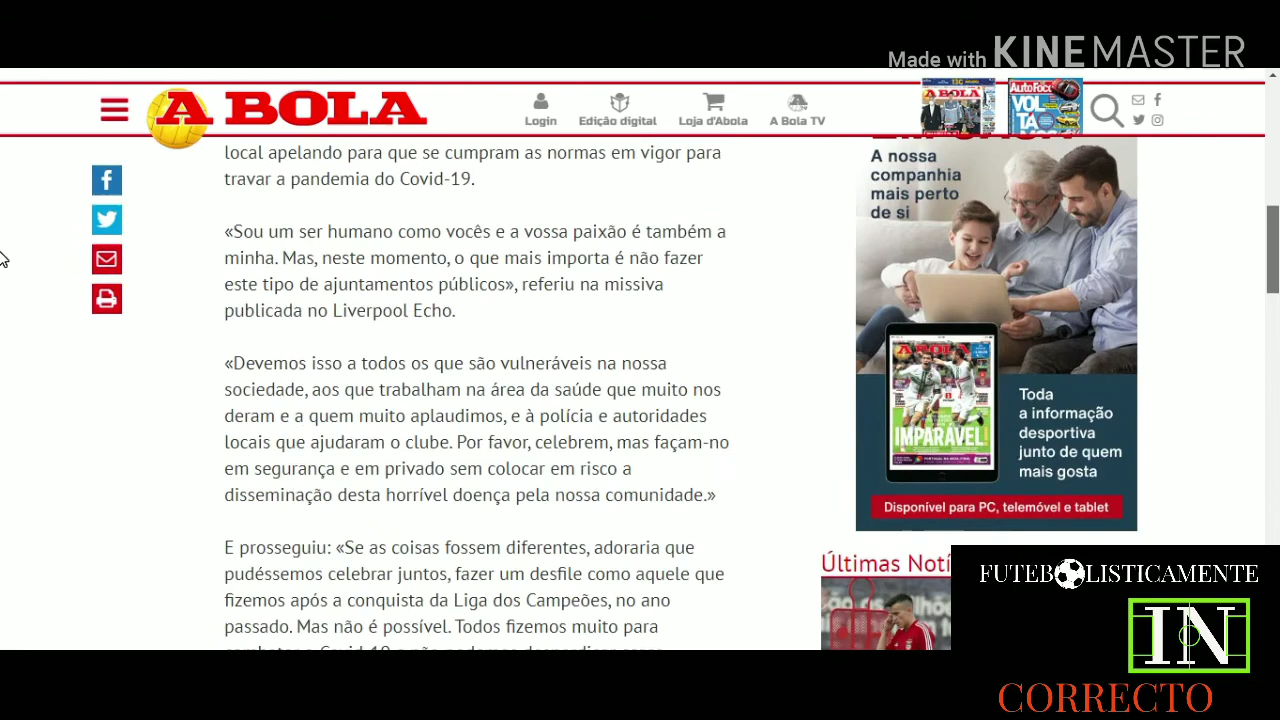 Made with KINEMASTER
A BOLA
Login
Edição digital
Loja d'Abola
A Bola TV
AutoFoco
VOL
local apelando para que se cumpram as normas em vigor para
travar a pandemia do Covid-19.
«Sou um ser humano como vocês e a vossa paixão é também a
minha. Mas, neste momento, o que mais importa é não fazer
este tipo de ajuntamentos públicos», referiu na missiva
publicada no Liverpool Echo.
«Devemos isso a todos os que são vulneráveis na nossa
sociedade, aos que trabalham na área da saúde que muito nos
deram e a quem muito aplaudimos, e à polícia e autoridades
locais que ajudaram o clube. Por favor, celebrem, mas façam-no
em segurança e em privado sem colocar em risco a
disseminação desta horrível doença pela nossa comunidade.»
E prosseguiu: «Se as coisas fossem diferentes, adoraria que
pudéssemos celebrar juntos, fazer um desfile como aquele que
fizemos após a conquista da Liga dos Campeões, no ano
passado. Mas não é possível. Todos fizemos muito para
A nossa
companhia
mais perto
de si
A BOLA
IMPARÁVEL
Toda
a informação
desportiva
junto de quem
mais gosta
Disponível para PC, telemóvel e tablet
Últimas Notí
FUTEBOLISTICAMENTE
IN
CORRECTO